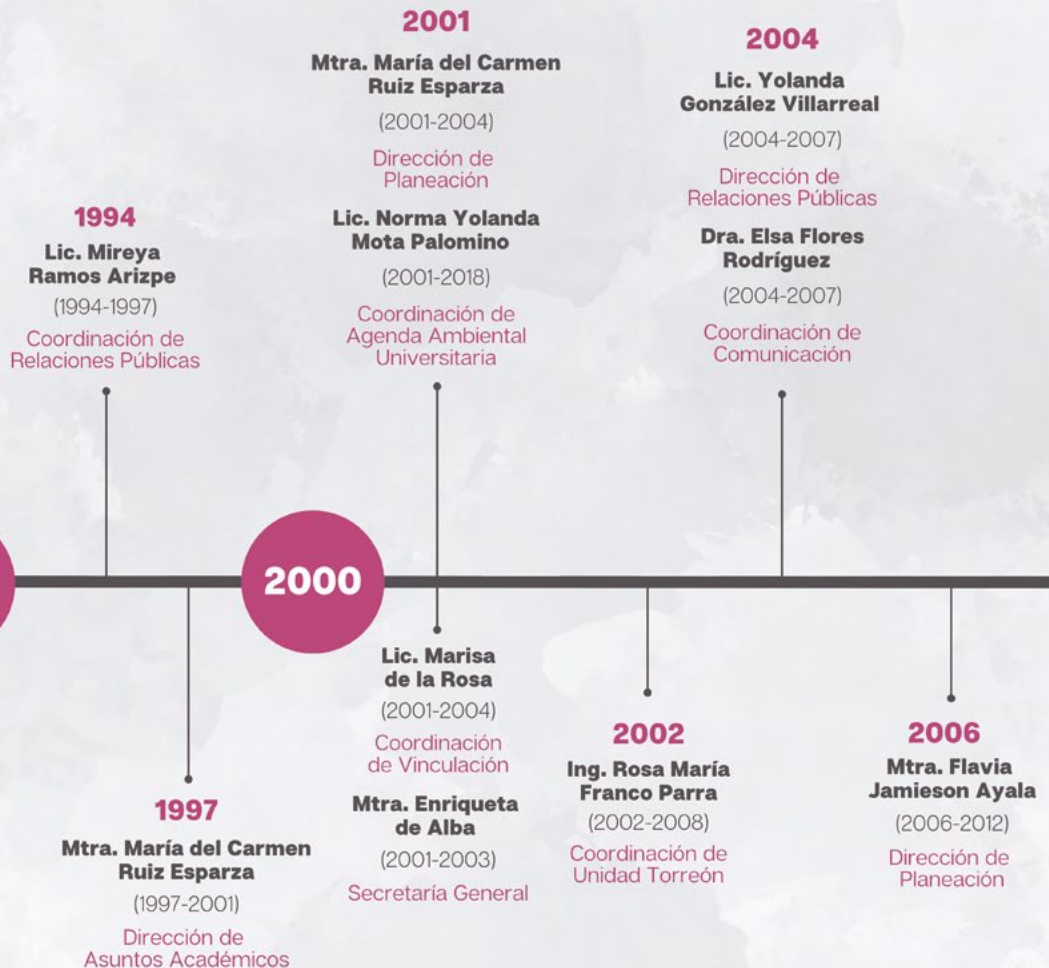 1994
Lic. Mireya
Ramos Arizpe
(1994-1997)
Coordinación de
Relaciones Públicas
1997
Mtra. María del Carmen
Ruiz Esparza
(1997-2001)
Dirección de
Asuntos Académicos
2000
2001
Mtra. María del Carmen
Ruiz Esparza
(2001-2004)
Dirección de
Planeación
Lic. Norma Yolanda
Mota Palomino
(2001-2018)
Coordinación de
Agenda Ambiental
Universitaria
Lic. Marisa
de la Rosa
(2001-2004)
Coordinación
de Vinculación
Mtra. Enriqueta
de Alba
(2001-2003)
Secretaría General
2002
Ing. Rosa María
Franco Parra
(2002-2008)
Coordinación de
Unidad Torreón
2004
Lic. Yolanda
González Villarreal
(2004-2007)
Dirección de
Relaciones Públicas
Dra. Elsa Flores
Rodríguez
(2004-2007)
Coordinación de
Comunicación
2006
Mtra. Flavia
Jamieson Ayala
(2006-2012)
Dirección de
Planeación